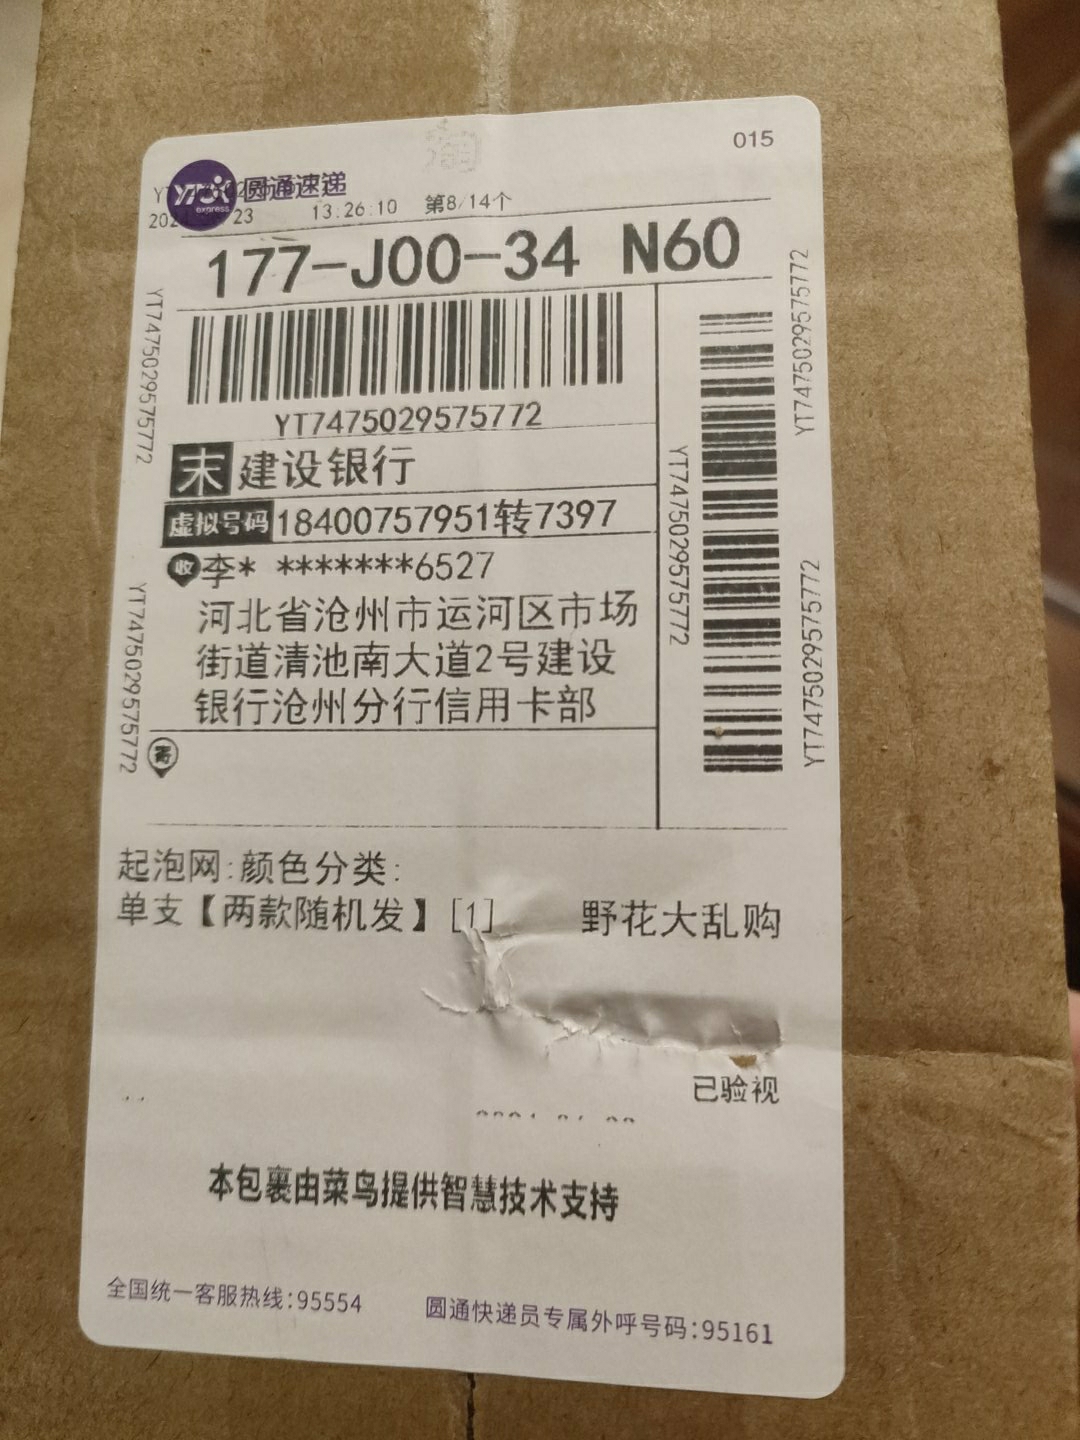 015
圆通速递
YTO
express
13:26:10 第8/14个
177-J00-34 N60
YT7475029575772
末 建设银行
虚拟号码 18400757951转7397
收 李* *******6527
河北省沧州市运河区市场
街道清池南大道2号建设
银行沧州分行信用卡部
寄
YT7475029575772
YT7475029575772
YT7475029575772
YT7475029575772
YT7475029575772
起泡网:颜色分类:
单支【两款随机发】[1] 野花大乱购
已验视
本包裹由菜鸟提供智慧技术支持
全国统一客服热线:95554
圆通快递员专属外呼号码:95161